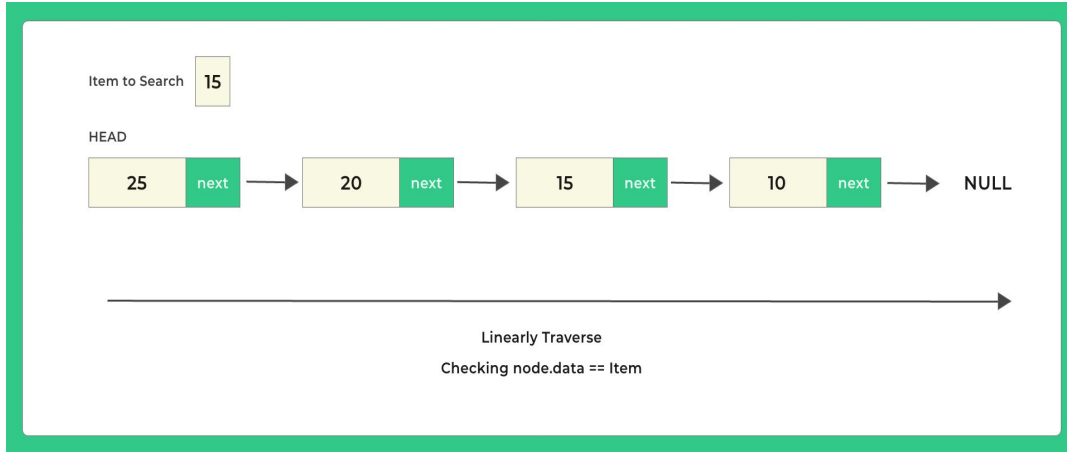 Item to Search 15
HEAD
25 next 20 next 15 next 10 next NULL
Linearly Traverse
Checking node.data == Item